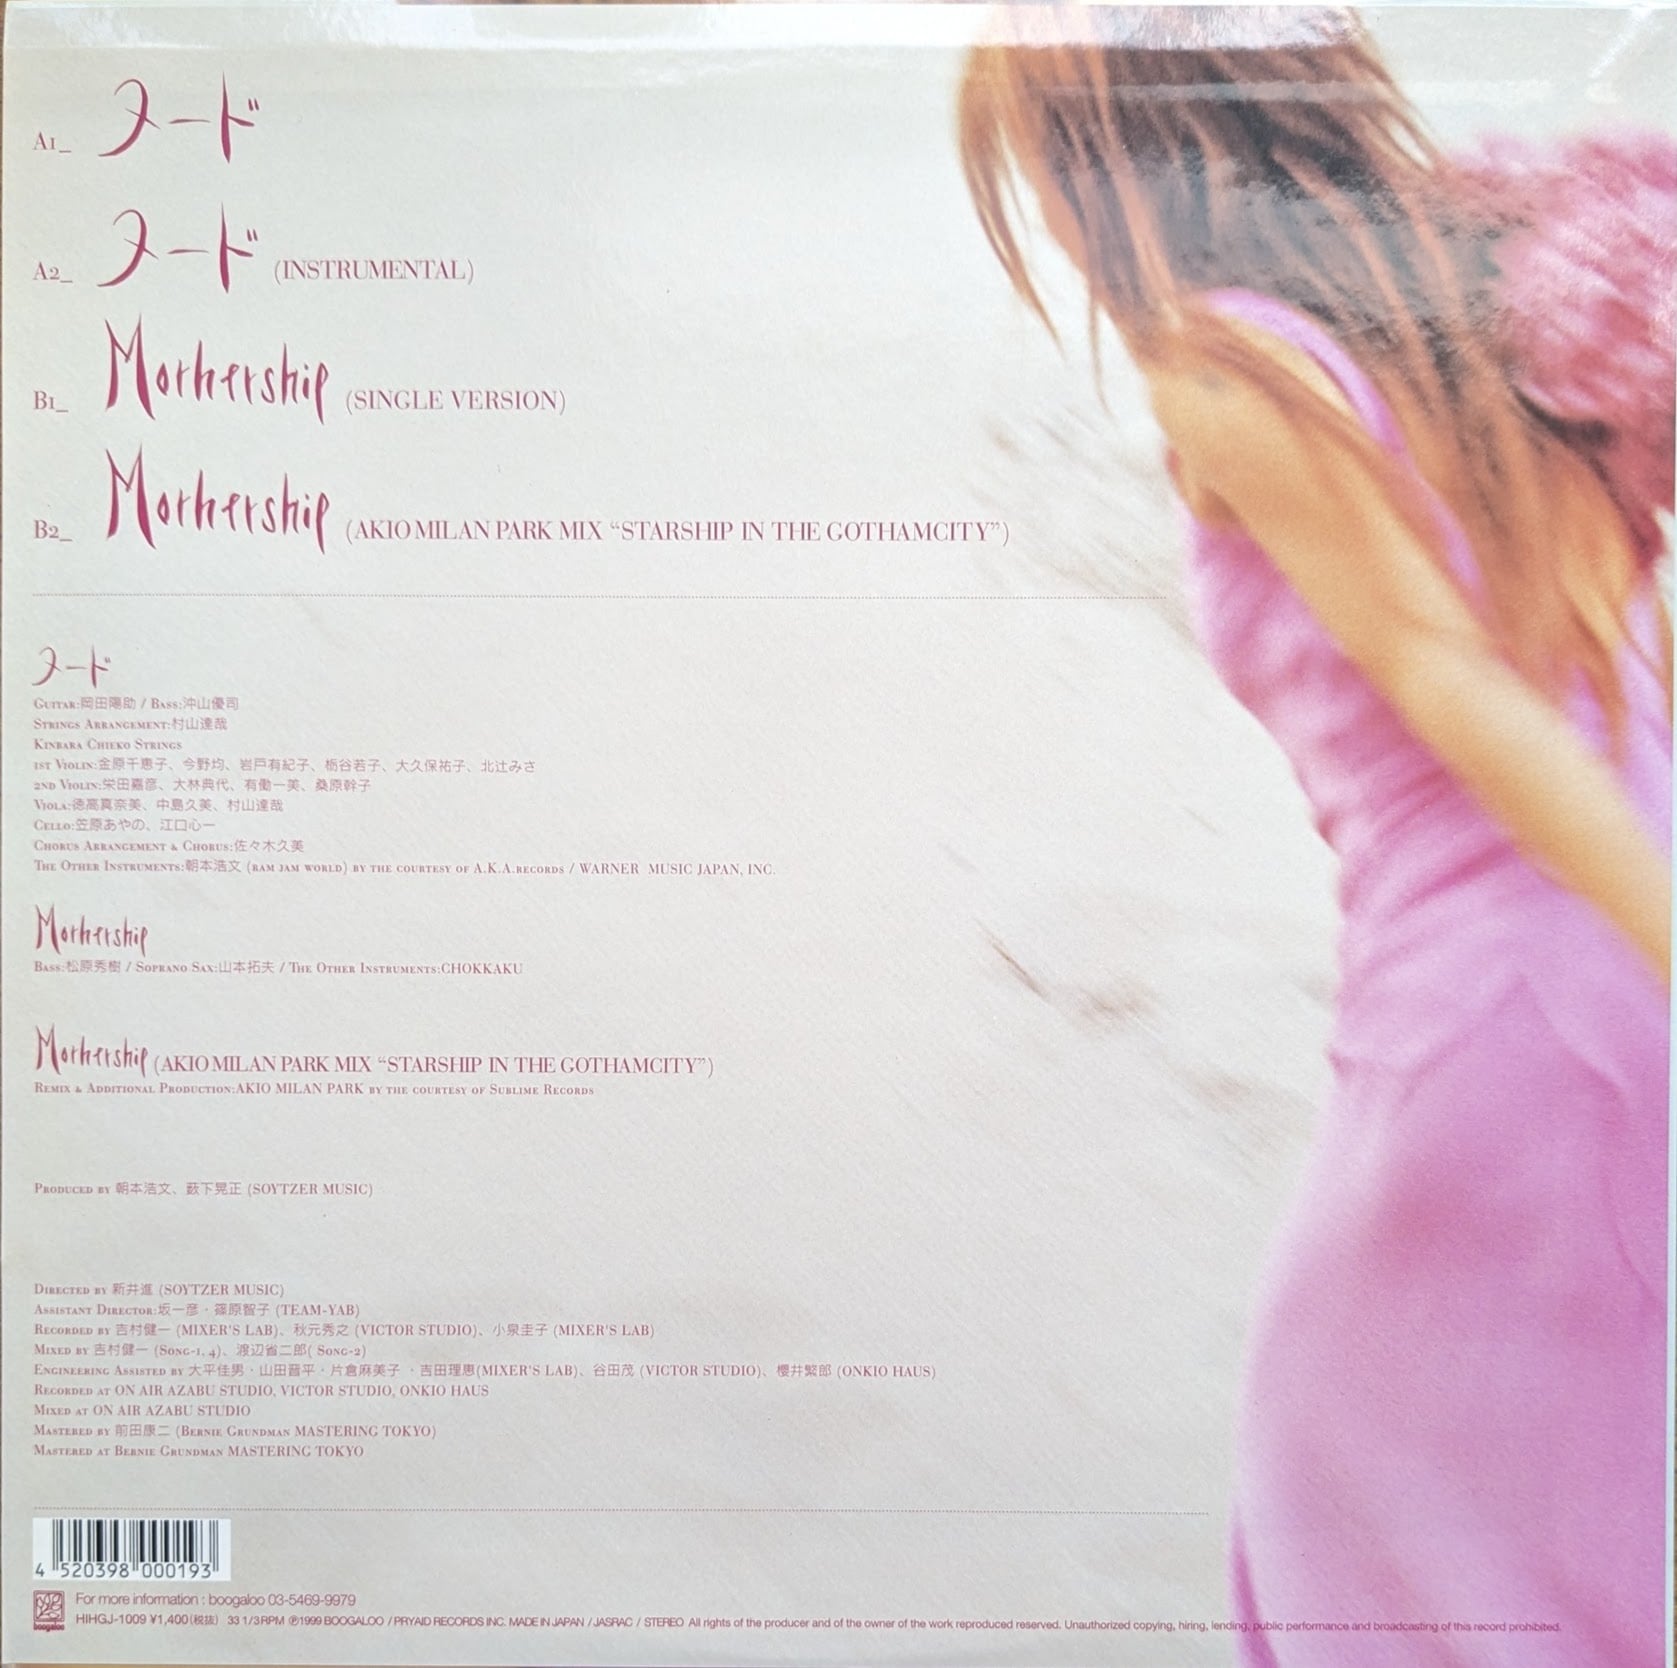 A1_ ヌード
A2_ ヌード (INSTRUMENTAL)
B1_ Mothership (SINGLE VERSION)
B2_ Mothership (AKIO MILAN PARK MIX “STARSHIP IN THE GOTHAMCITY”)
ヌード
GUITAR:岡田陽助 / BASS:沖山優司
STRINGS ARRANGEMENT:村山達哉
KINBARA CHIEKO STRINGS
1ST VIOLIN:金原千恵子、今野均、岩戸有紀子、栃谷若子、大久保祐子、北辻みさ
2ND VIOLIN:栄田嘉彦、大林典代、有働一美、桑原幹子
VIOLA:徳高真奈美、中島久美、村山達哉
CELLO:笠原あやの、江口心一
CHORUS ARRANGEMENT & CHORUS:佐々木久美
THE OTHER INSTRUMENTS:朝本浩文 (RAM JAM WORLD) BY THE COURTESY OF A.K.A.RECORDS / WARNER MUSIC JAPAN, INC.
Mothership
BASS:松原秀樹 / SOPRANO SAX:山本拓夫 / THE OTHER INSTRUMENTS:CHOKKAKU
Mothership (AKIO MILAN PARK MIX “STARSHIP IN THE GOTHAMCITY”)
REMIX & ADDITIONAL PRODUCTION:AKIO MILAN PARK BY THE COURTESY OF SUBLIME RECORDS
PRODUCED BY 朝本浩文、薮下晃正 (SOYTZER MUSIC)
DIRECTED BY 新井進 (SOYTZER MUSIC)
ASSISTANT DIRECTOR:坂一彦・篠原智子 (TEAM-YAB)
RECORDED BY 吉村健一 (MIXER'S LAB)、秋元秀之 (VICTOR STUDIO)、小泉圭子 (MIXER'S LAB)
MIXED BY 吉村健一 (SONG-1, 4)、渡辺省二郎( SONG-2)
ENGINEERING ASSISTED BY 大平佳男・山田晋平・片倉麻美子 ・吉田理恵(MIXER'S LAB)、谷田茂 (VICTOR STUDIO)、櫻井繁郎 (ONKIO HAUS)
RECORDED AT ON AIR AZABU STUDIO, VICTOR STUDIO, ONKIO HAUS
MIXED AT ON AIR AZABU STUDIO
MASTERED BY 前田康二 (BERNIE GRUNDMAN MASTERING TOKYO)
MASTERED AT BERNIE GRUNDMAN MASTERING TOKYO
4 520398 000193
For more information : boogaloo 03-5469-9979
boogaloo HIHGJ-1009 ¥1,400(税抜) 33 1/3RPM ℗1999 BOOGALOO / PRYAID RECORDS INC. MADE IN JAPAN / JASRAC / STEREO All rights of the producer and of the owner of the work reproduced reserved. Unauthorized copying, hiring, lending, public performance and broadcasting of this record prohibited.